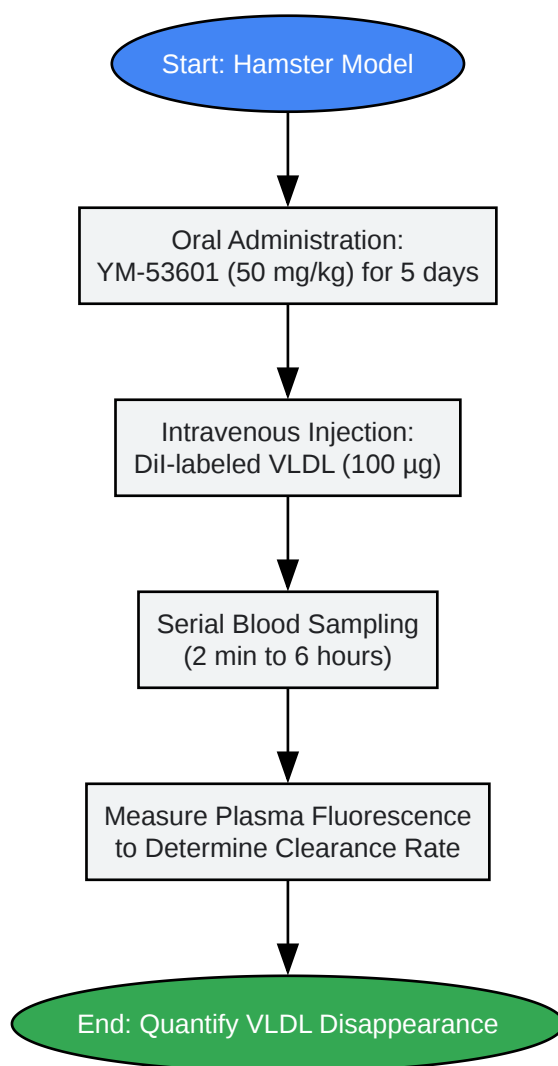 Start: Hamster Model
Oral Administration:
YM-53601 (50 mg/kg) for 5 days
Intravenous Injection:
DiI-labeled VLDL (100 µg)
Serial Blood Sampling
(2 min to 6 hours)
Measure Plasma Fluorescence
to Determine Clearance Rate
End: Quantify VLDL Disappearance